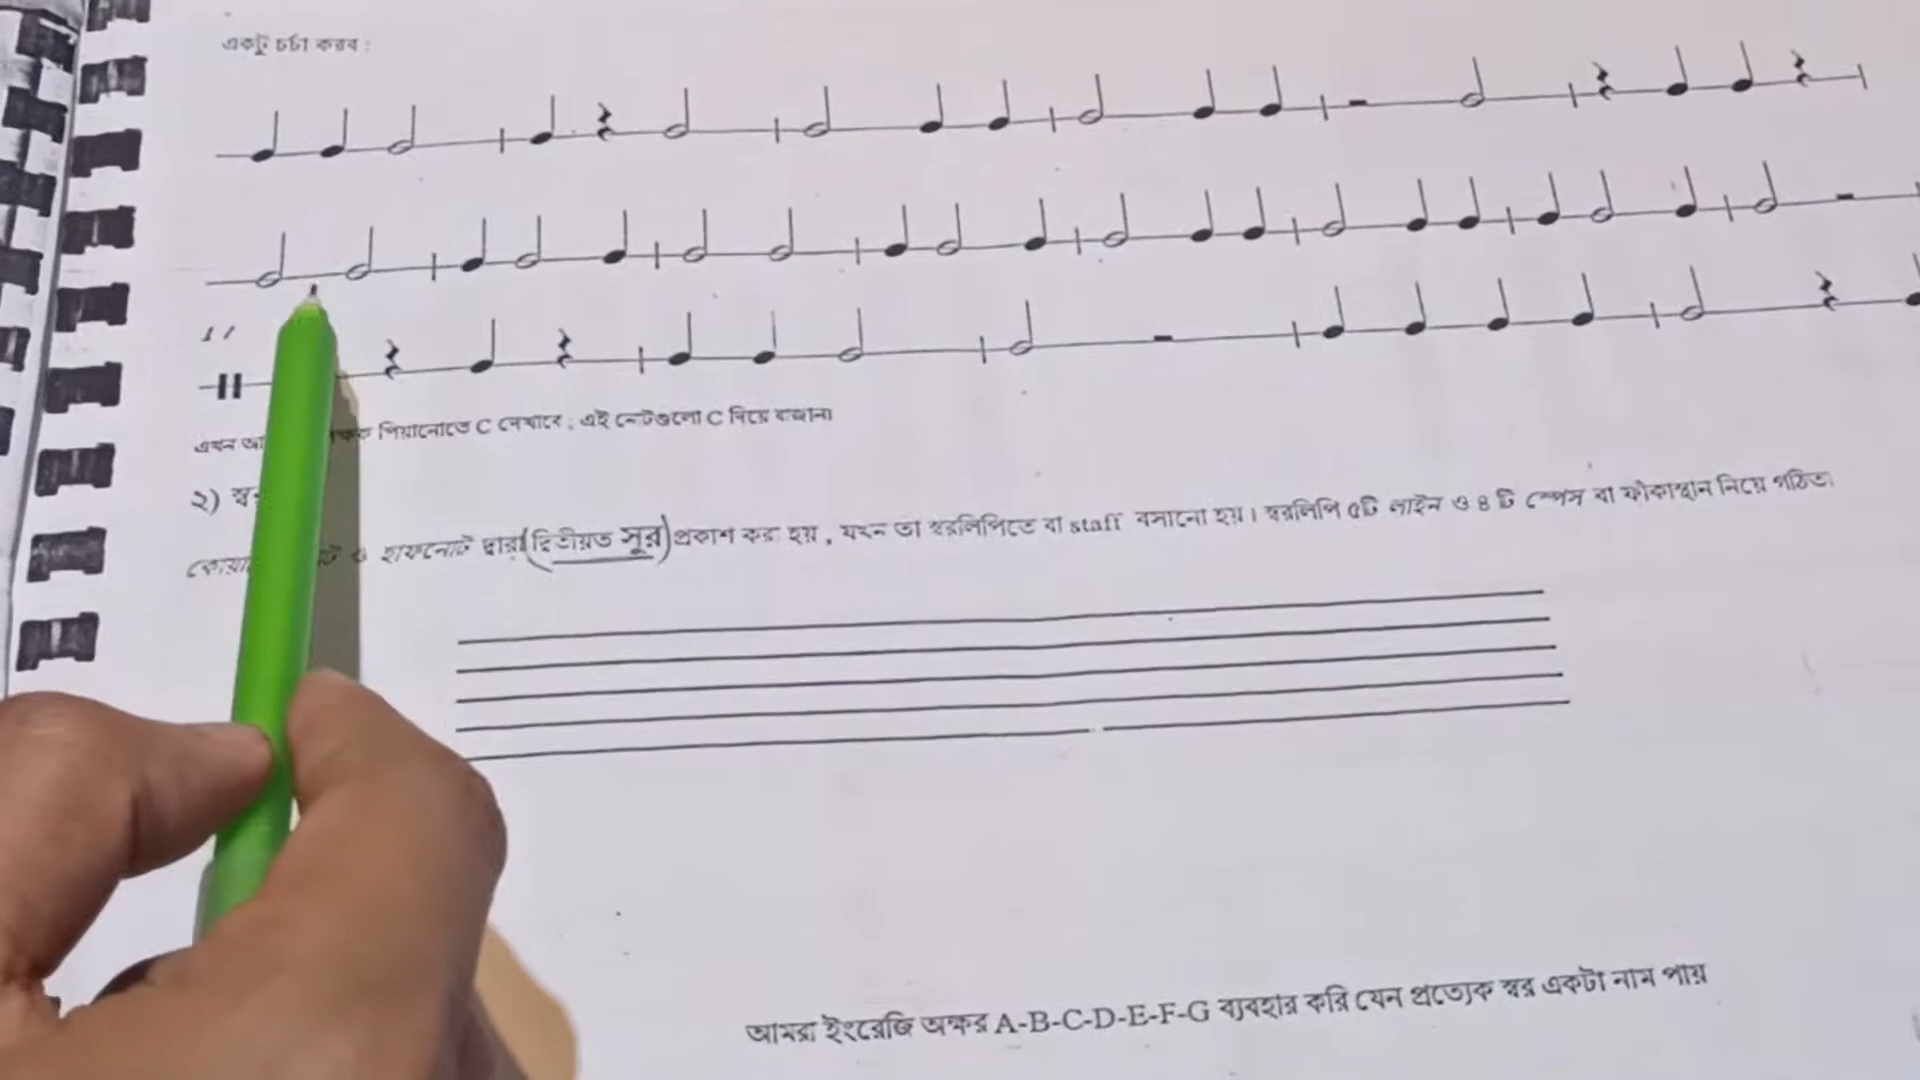 একটু চর্চা করব :
এখন আ পিয়ানোতে C দেখাবে ; এই নোটগুলো C দিয়ে বাজানো
২) স্ব
কোয়া ট ও হাফনোট দ্বারা (দ্বিতীয়ত সুর) প্রকাশ করা হয় , যখন তা স্বরলিপিতে বা staff বসানো হয়। স্বরলিপি ৫টি লাইন ও ৪ টি স্পেস বা ফাঁকাস্থান নিয়ে গঠিত।
আমরা ইংরেজি অক্ষর A-B-C-D-E-F-G ব্যবহার করি যেন প্রত্যেক স্বর একটা নাম পায়